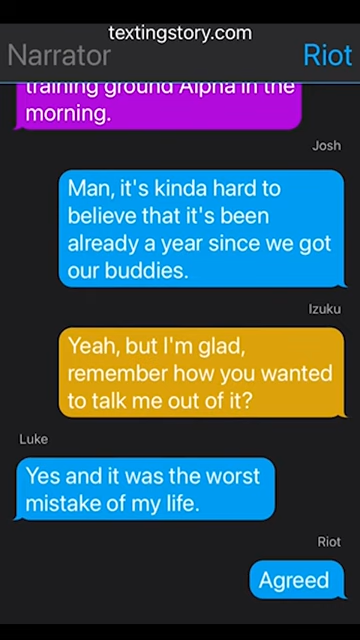 textingstory.com
Narrator
Riot
training ground Alpha in the
morning.
Josh
Man, it's kinda hard to
believe that it's been
already a year since we got
our buddies.
Izuku
Yeah, but I'm glad,
remember how you wanted
to talk me out of it?
Luke
Yes and it was the worst
mistake of my life.
Riot
Agreed